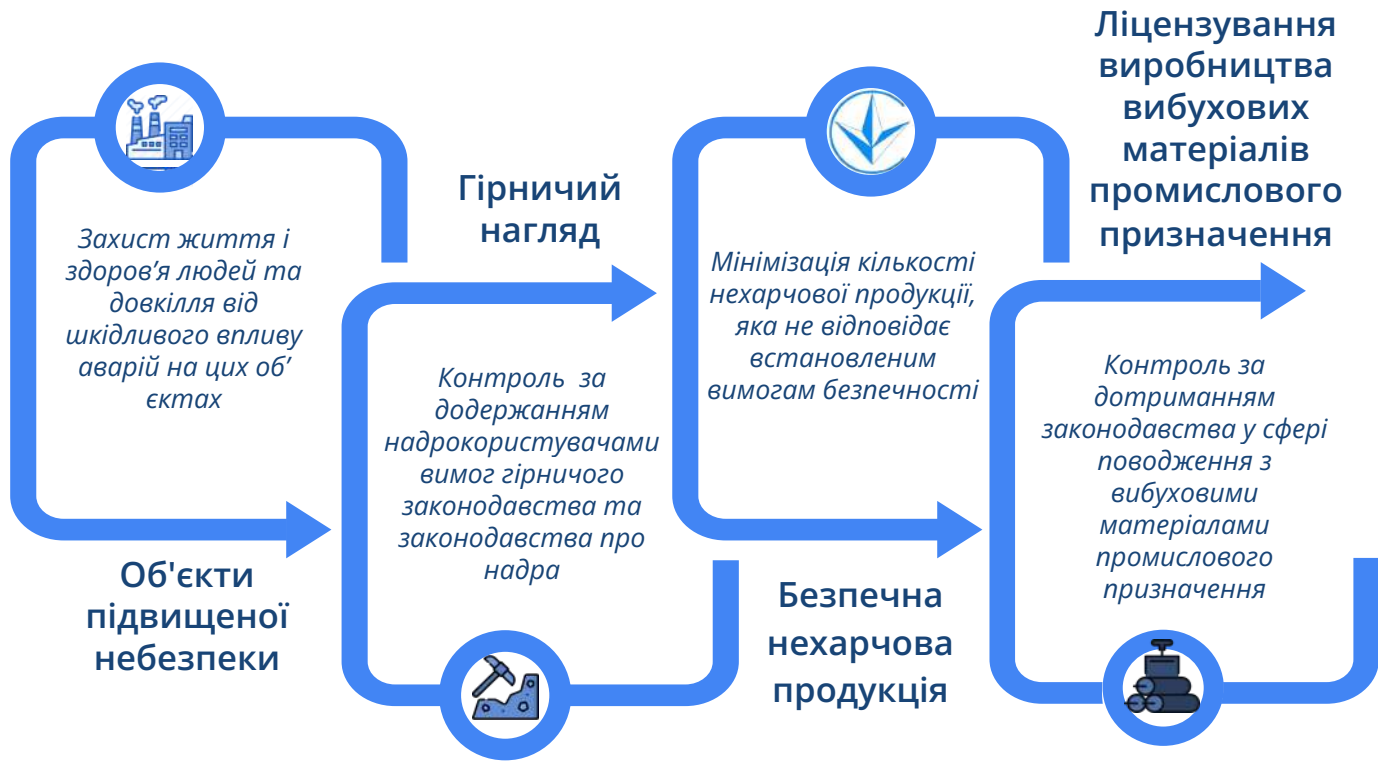 Захист життя і
здоров’я людей та
довкілля від
шкідливого впливу
аварій на цих об’
єктах
Об'єкти
підвищеної
небезпеки
Гірничий
нагляд
Контроль за
додержанням
надрокористувачами
вимог гірничого
законодавства та
законодавства про
надра
Мінімізація кількості
нехарчової продукції,
яка не відповідає
встановленим
вимогам безпечності
Безпечна
нехарчова
продукція
Ліцензування
виробництва
вибухових
матеріалів
промислового
призначення
Контроль за
дотриманням
законодавства у сфері
поводження з
вибуховими
матеріалами
промислового
призначення